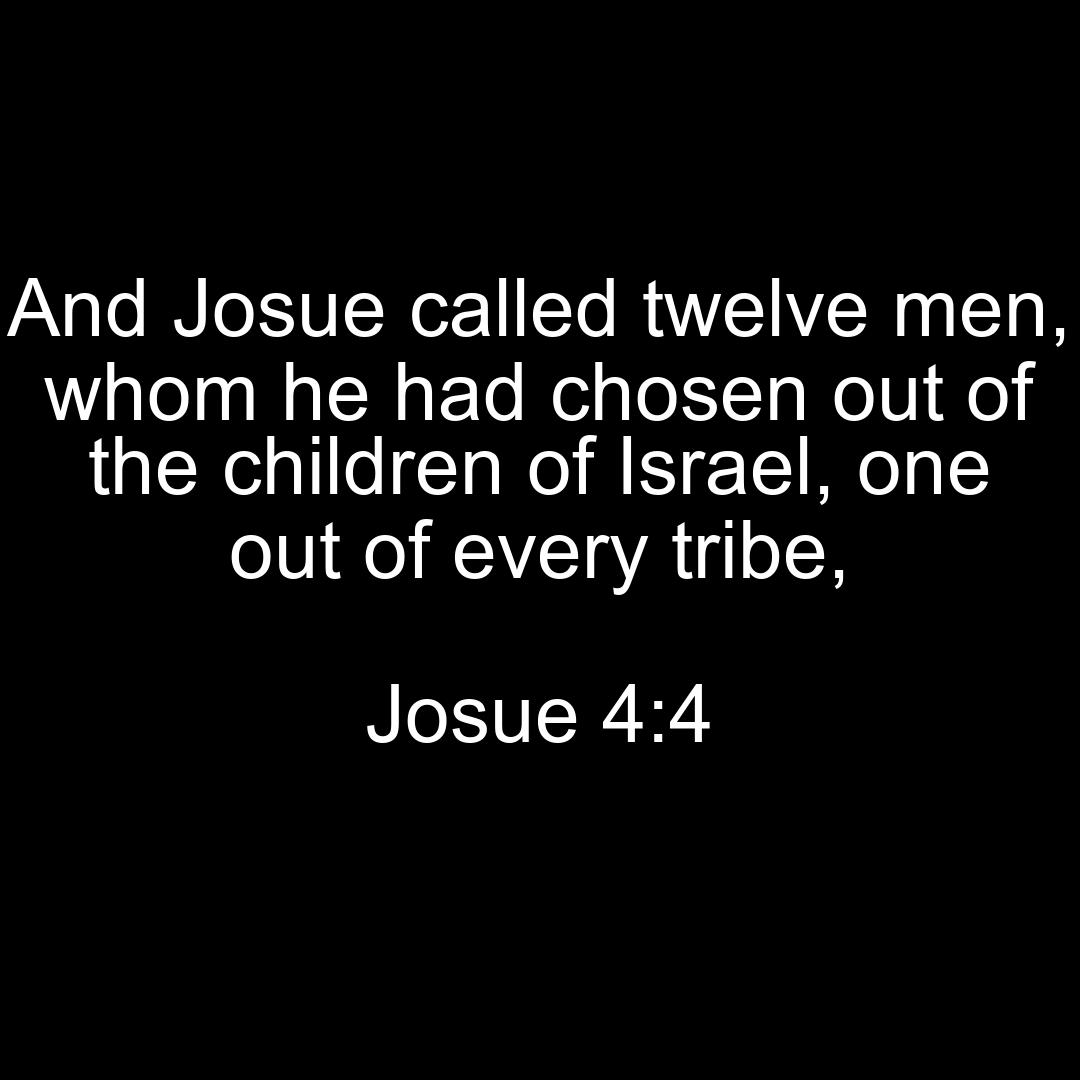 And Josue called twelve men,
whom he had chosen out of
the children of Israel, one
out of every tribe,
Josue 4:4